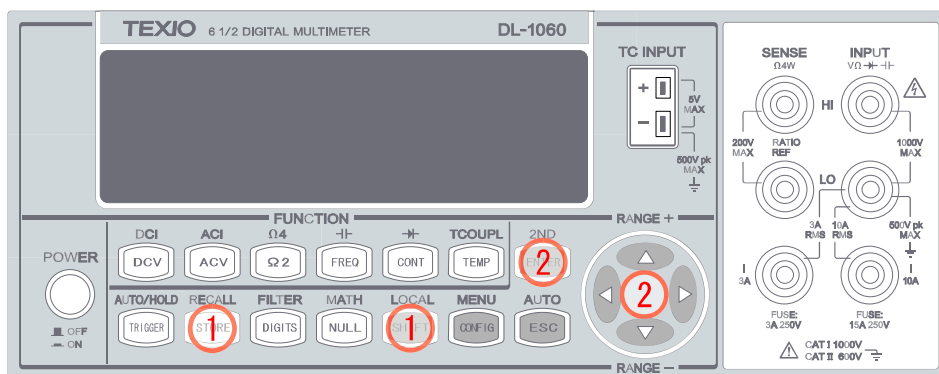 TEXIO 6 1/2 DIGITAL MULTIMETER DL-1060
TC INPUT
+
−
5V
MAX
500V pk
MAX
SENSE
Ω4W
INPUT
VΩ
HI
200V
MAX
RATIO
REF
1000V
MAX
LO
3A
RMS
10A
RMS
500V pk
MAX
I
3A
I
10A
FUSE:
3A 250V
FUSE:
15A 250V
CAT I 1000V
CAT II 600V
FUNCTION
RANGE +
DCI ACI Ω4 TCOUPL 2ND
POWER
DCV ACV Ω2 FREQ CONT TEMP ENTER
2
2
AUTO/HOLD RECALL FILTER MATH LOCAL MENU AUTO
TRIGGER STORE DIGITS NULL SHIFT CONFIG ESC
1
1
OFF
ON
RANGE −